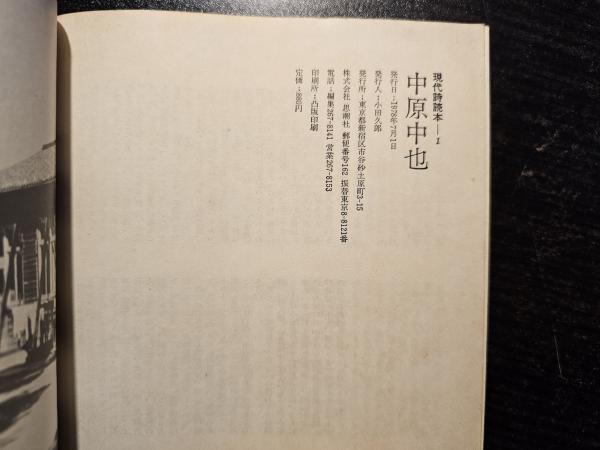 現代詩読本―1
中原中也
発行日…1978年7月1日
発行人…小田久郎
発行所…東京都新宿区市谷砂土原町3-15
株式会社 思潮社 郵便番号162 振替東京8-8121番
電話…編集267-8141 営業267-8153
印刷所…凸版印刷
定価…880円